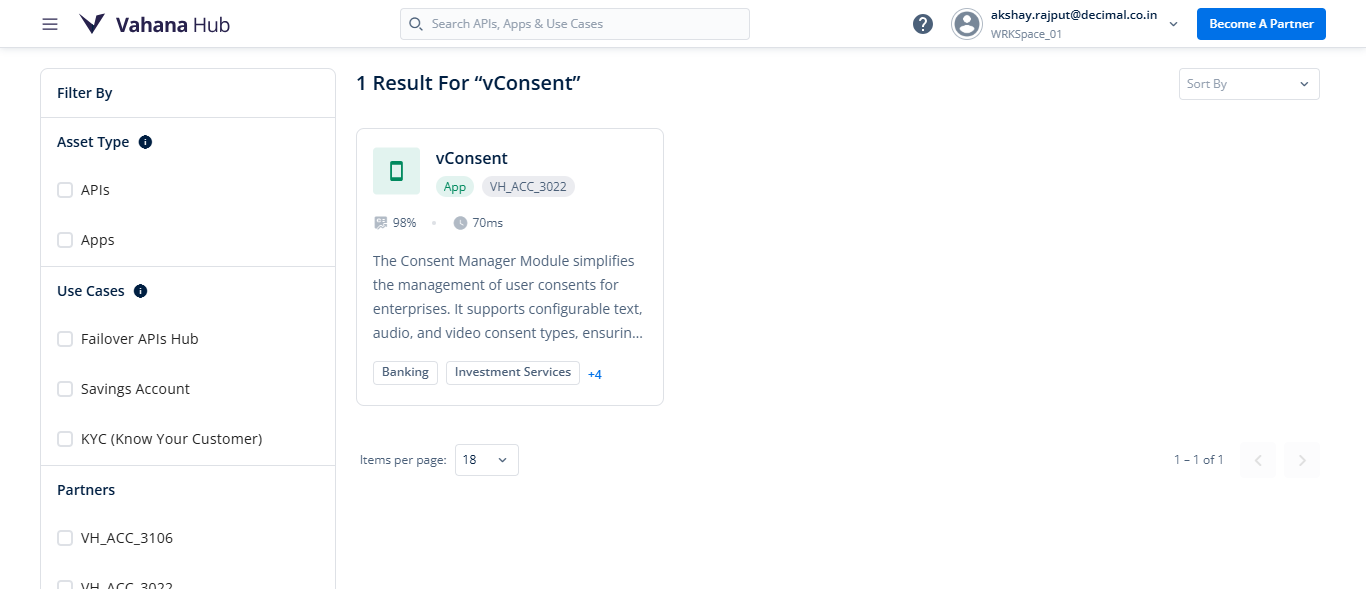 Vahana Hub
Search APIs, Apps & Use Cases
?
akshay.rajput@decimal.co.in
WRKSpace_01
Become A Partner
Filter By
Asset Type
APIs
Apps
Use Cases
Failover APIs Hub
Savings Account
KYC (Know Your Customer)
Partners
VH_ACC_3106
VH_ACC_3022
1 Result For “vConsent”
Sort By
vConsent
App VH_ACC_3022
98% 70ms
The Consent Manager Module simplifies
the management of user consents for
enterprises. It supports configurable text,
audio, and video consent types, ensurin...
Banking Investment Services +4
Items per page: 18
1 – 1 of 1